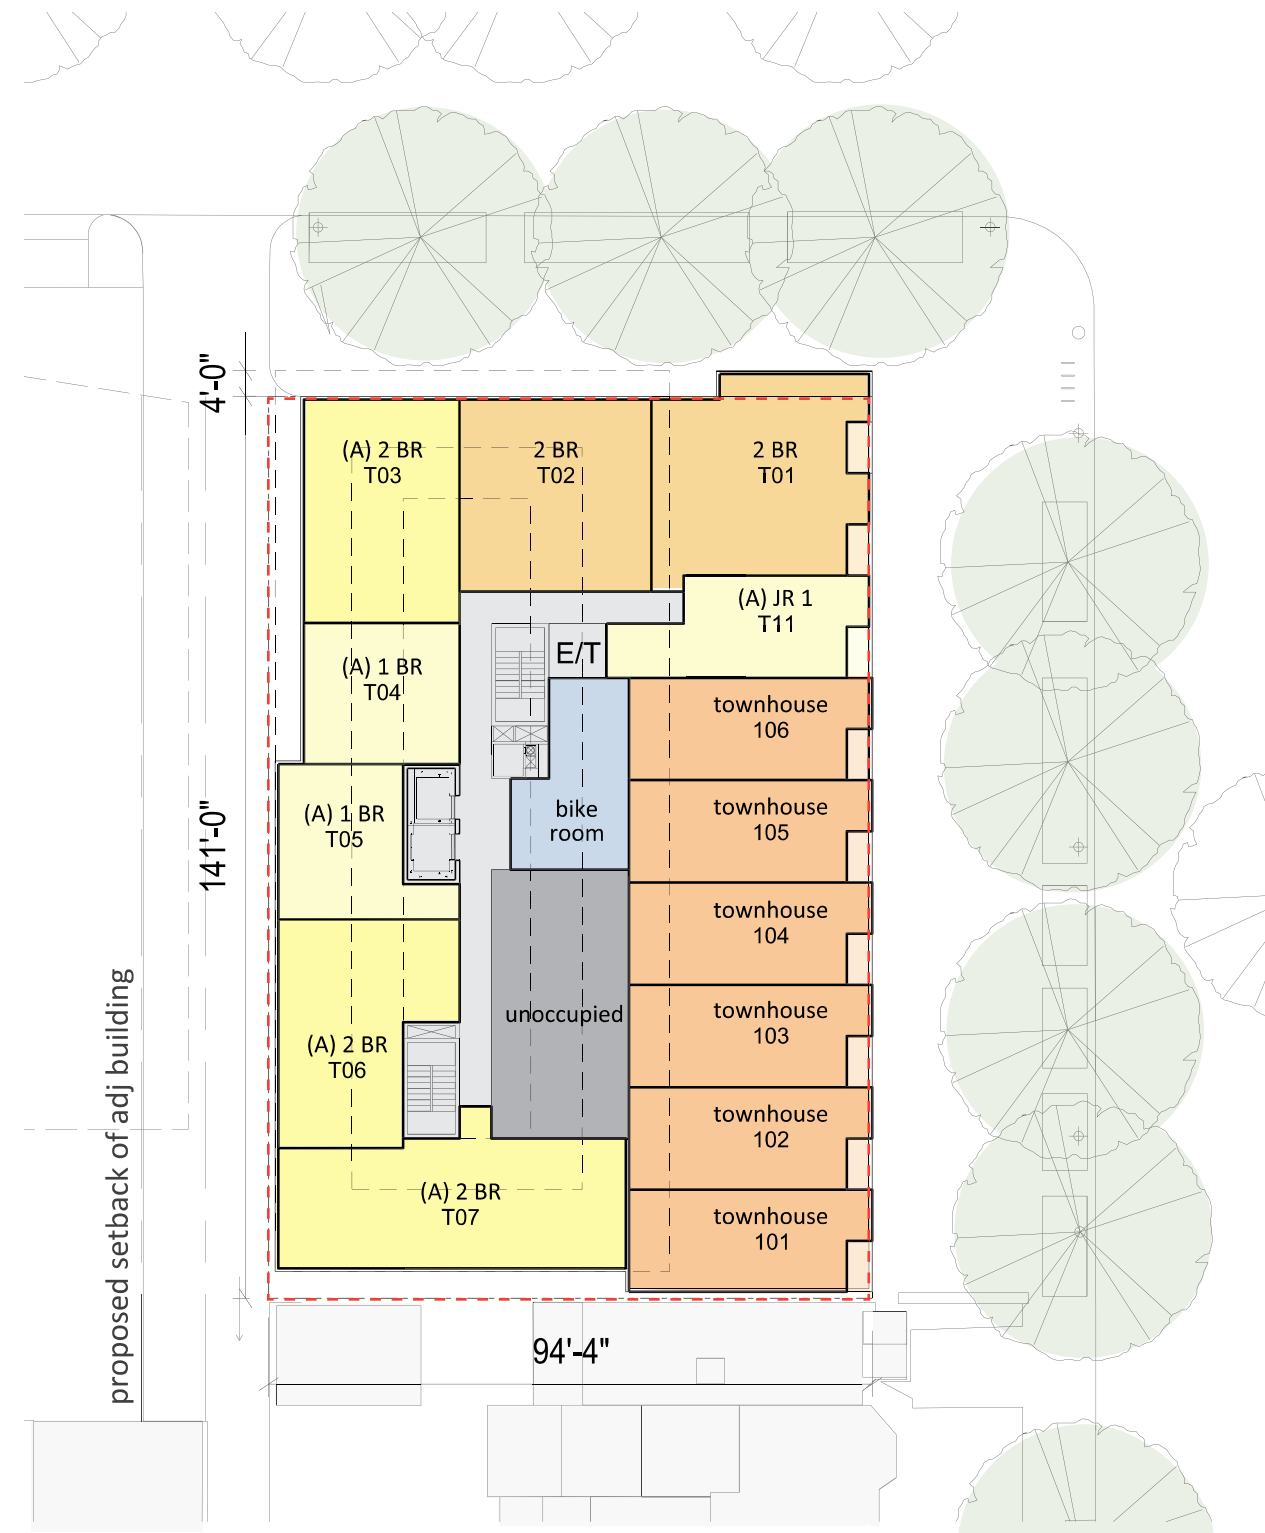 4'-0"
(A) 2 BR
T03
2 BR
T02
2 BR
T01
(A) JR 1
T11
E/T
(A) 1 BR
T04
townhouse
106
(A) 1 BR
T05
bike
room
townhouse
105
141'-0"
townhouse
104
unoccupied
townhouse
103
(A) 2 BR
T06
townhouse
102
(A) 2 BR
T07
townhouse
101
proposed setback of adj building
94'-4"